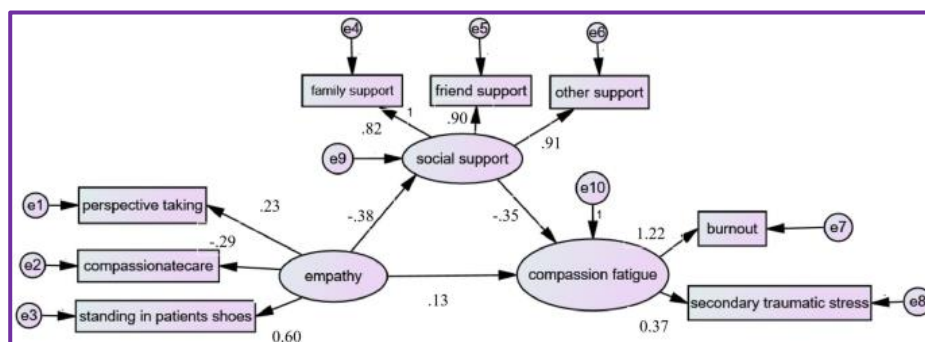 e4
e5
e6
family support
friend support
other support
1
.82
.90
.91
e9
social support
e10
e1
perspective taking
.23
-.38
-.35
1
1.22
burnout
e7
-.29
e2
compassionatecare
empathy
compassion fatigue
e3
standing in patients shoes
.13
secondary traumatic stress
e8
0.60
0.37